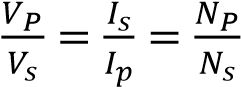 V_P/V_s = I_s/I_p = N_P/N_s